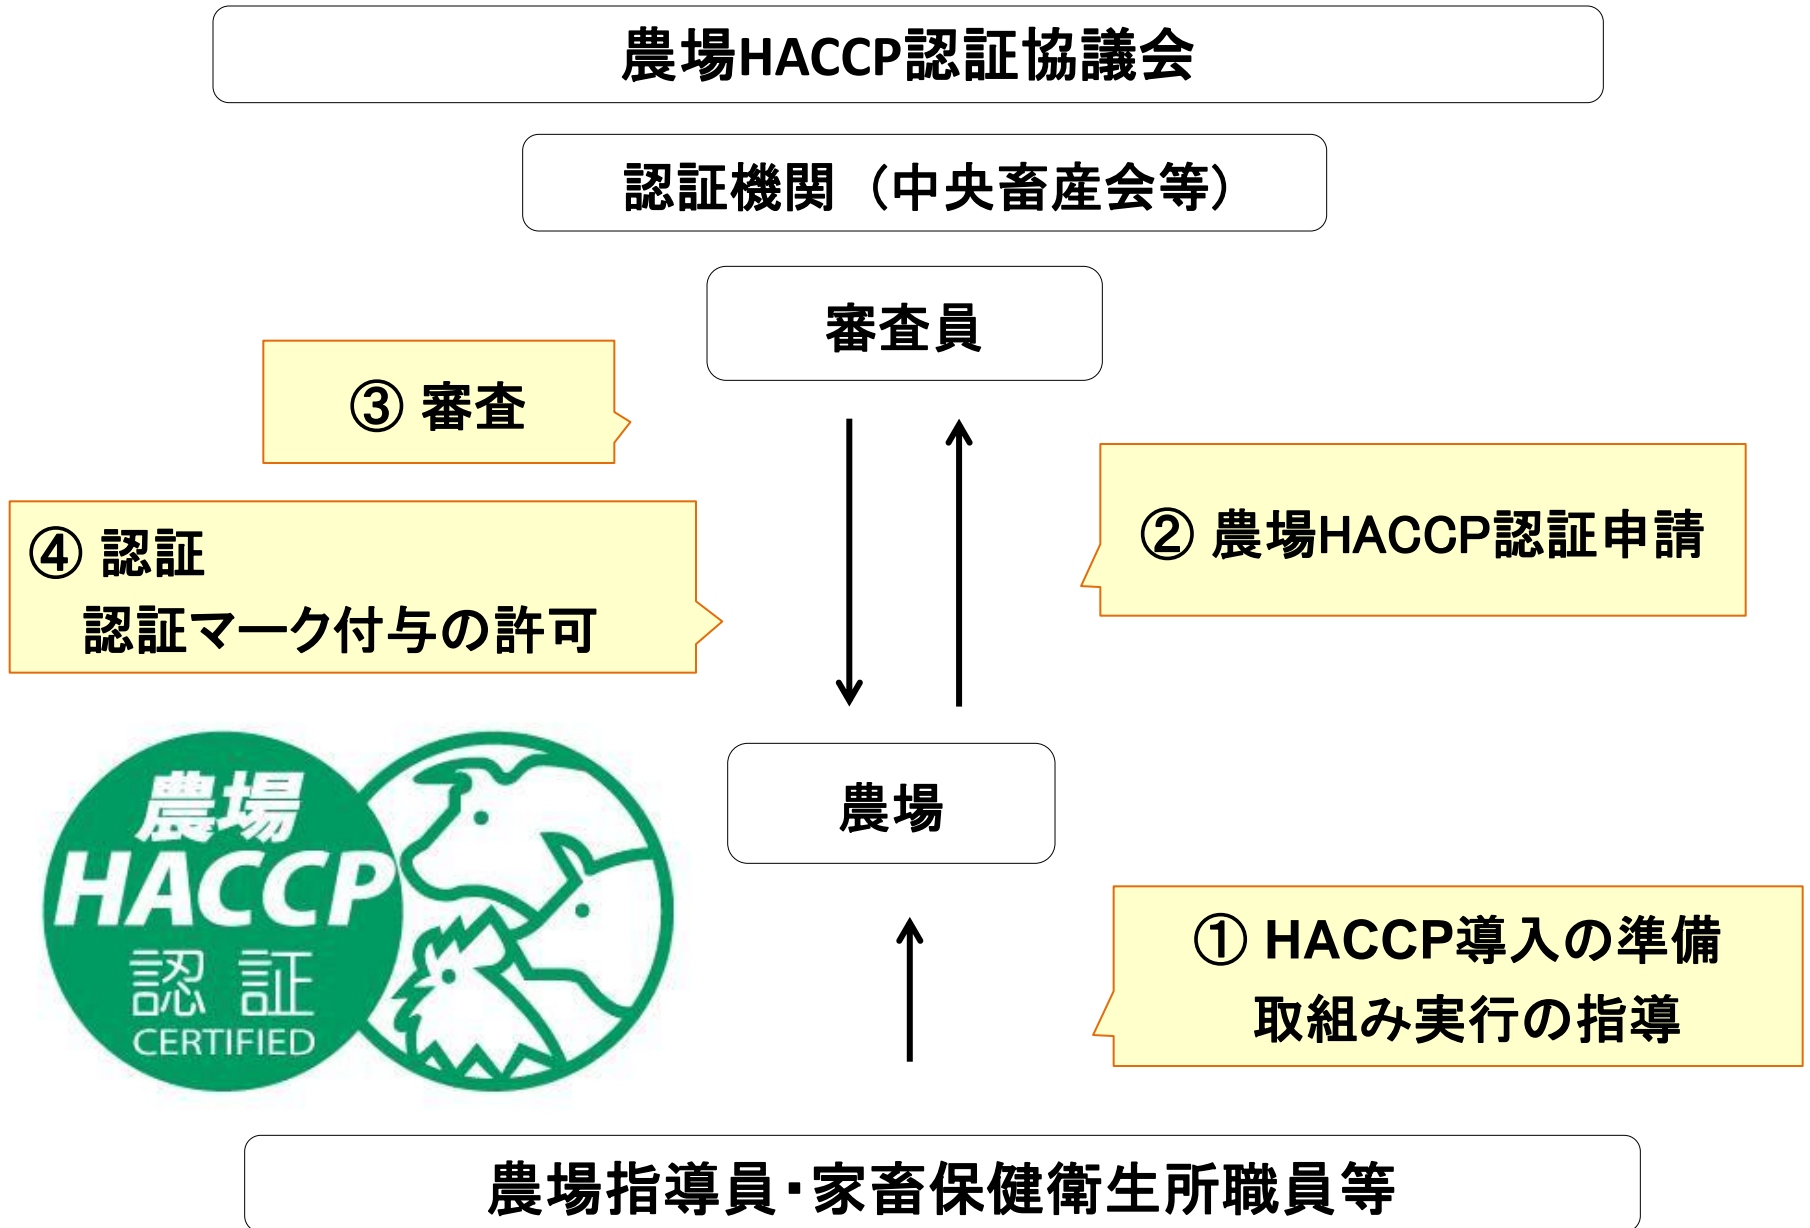 農場HACCP認証協議会
認証機関（中央畜産会等）
審査員
③ 審査
② 農場HACCP認証申請
④ 認証
認証マーク付与の許可
農場
HACCP
認証
CERTIFIED
農場
① HACCP導入の準備
取組み実行の指導
農場指導員・家畜保健衛生所職員等